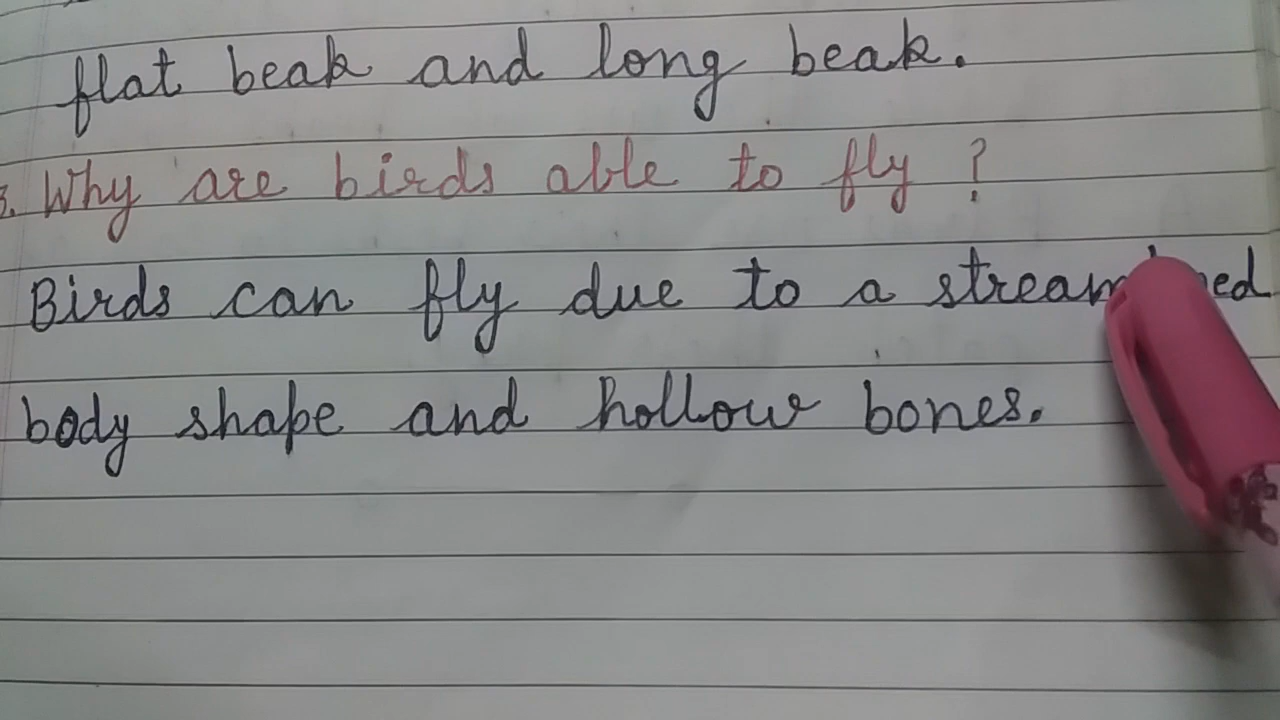 flat beak and long beak.
3. Why are birds able to fly ?
Birds can fly due to a
body shape and hollow bones.